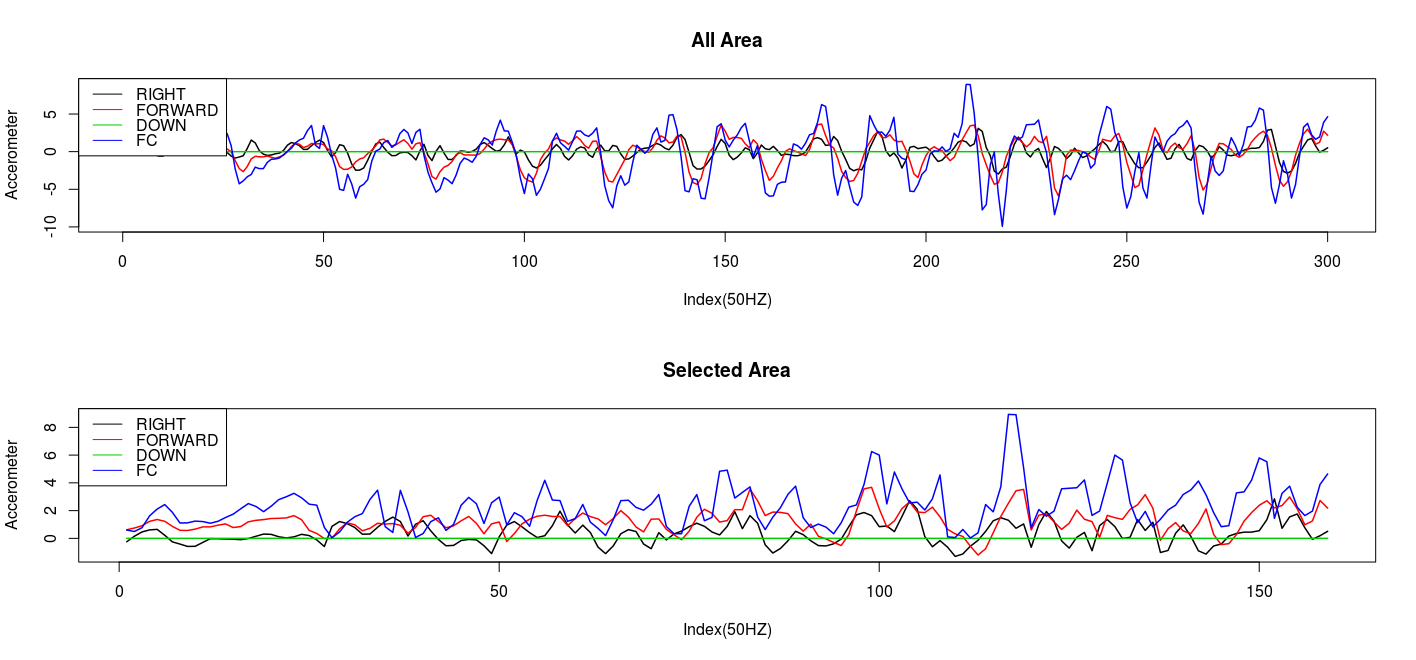 All Area
RIGHT
FORWARD
DOWN
FC
5
0
-5
-10
Accerometer
0 50 100 150 200 250 300
Index(50HZ)
Selected Area
RIGHT
FORWARD
DOWN
FC
8
6
4
2
0
Accerometer
0 50 100 150
Index(50HZ)